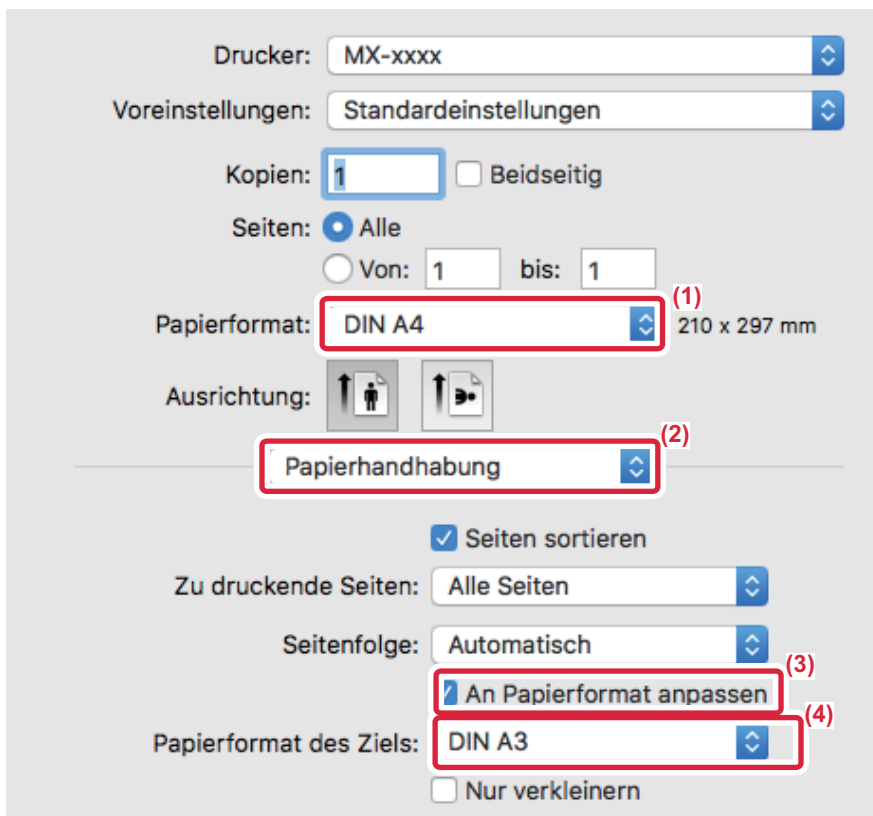 Drucker: MX-xxxx
Voreinstellungen: Standardeinstellungen
Kopien: 1 Beidseitig
Seiten: Alle
Von: 1 bis: 1
(1)
Papierformat: DIN A4 210 x 297 mm
Ausrichtung:
(2)
Papierhandhabung
Seiten sortieren
Zu druckende Seiten: Alle Seiten
Seitenfolge: Automatisch
(3)
An Papierformat anpassen
(4)
Papierformat des Ziels: DIN A3
Nur verkleinern